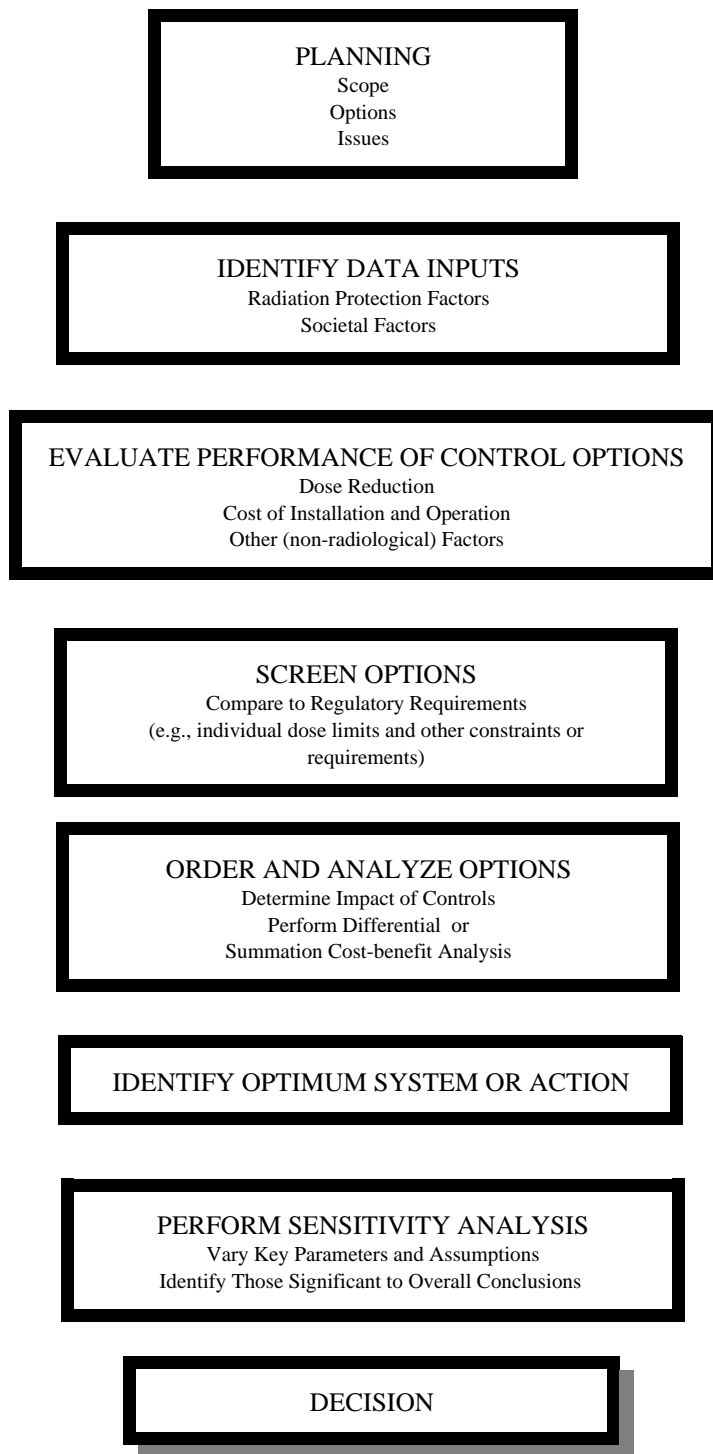 PLANNING
Scope
Options
Issues
IDENTIFY DATA INPUTS
Radiation Protection Factors
Societal Factors
EVALUATE PERFORMANCE OF CONTROL OPTIONS
Dose Reduction
Cost of Installation and Operation
Other (non-radiological) Factors
SCREEN OPTIONS
Compare to Regulatory Requirements
(e.g., individual dose limits and other constraints or
requirements)
ORDER AND ANALYZE OPTIONS
Determine Impact of Controls
Perform Differential or
Summation Cost-benefit Analysis
IDENTIFY OPTIMUM SYSTEM OR ACTION
PERFORM SENSITIVITY ANALYSIS
Vary Key Parameters and Assumptions
Identify Those Significant to Overall Conclusions
DECISION